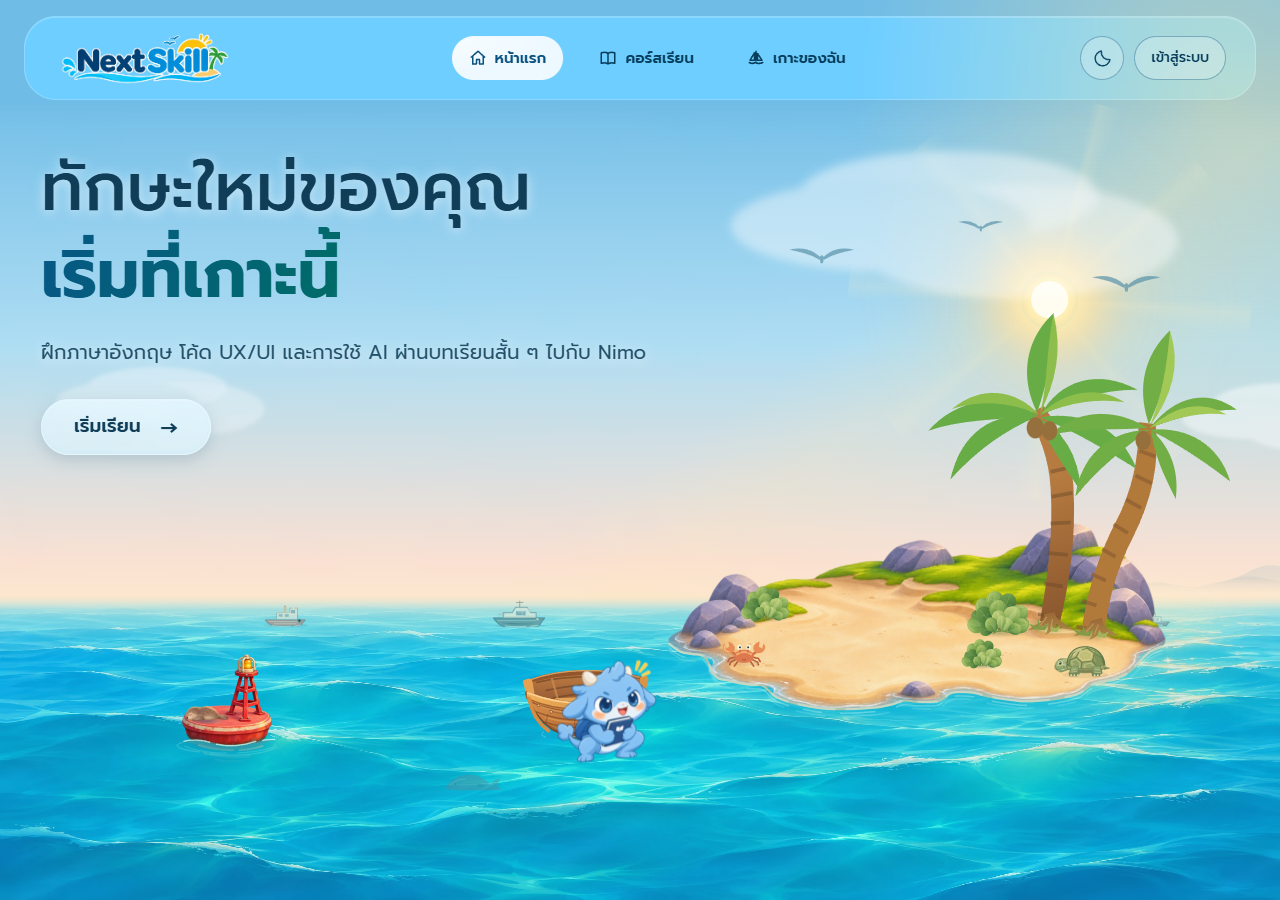 Next Skill
หน้าแรก
คอร์สเรียน
เกาะของฉัน
เข้าสู่ระบบ
ทักษะใหม่ของคุณ
เริ่มที่เกาะนี้
ฝึกภาษาอังกฤษ โค้ด UX/UI และการใช้ AI ผ่านบทเรียนสั้น ๆ ไปกับ Nimo
เริ่มเรียน →